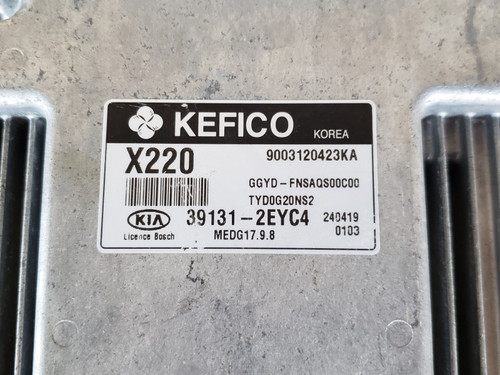 KEFICO KOREA
X220 9003120423KA
GGYD-FNSAQS00C00
TYD0G20NS2
KIA 39131-2EYC4 240419
Licence Bosch MEDG17.9.8 0103